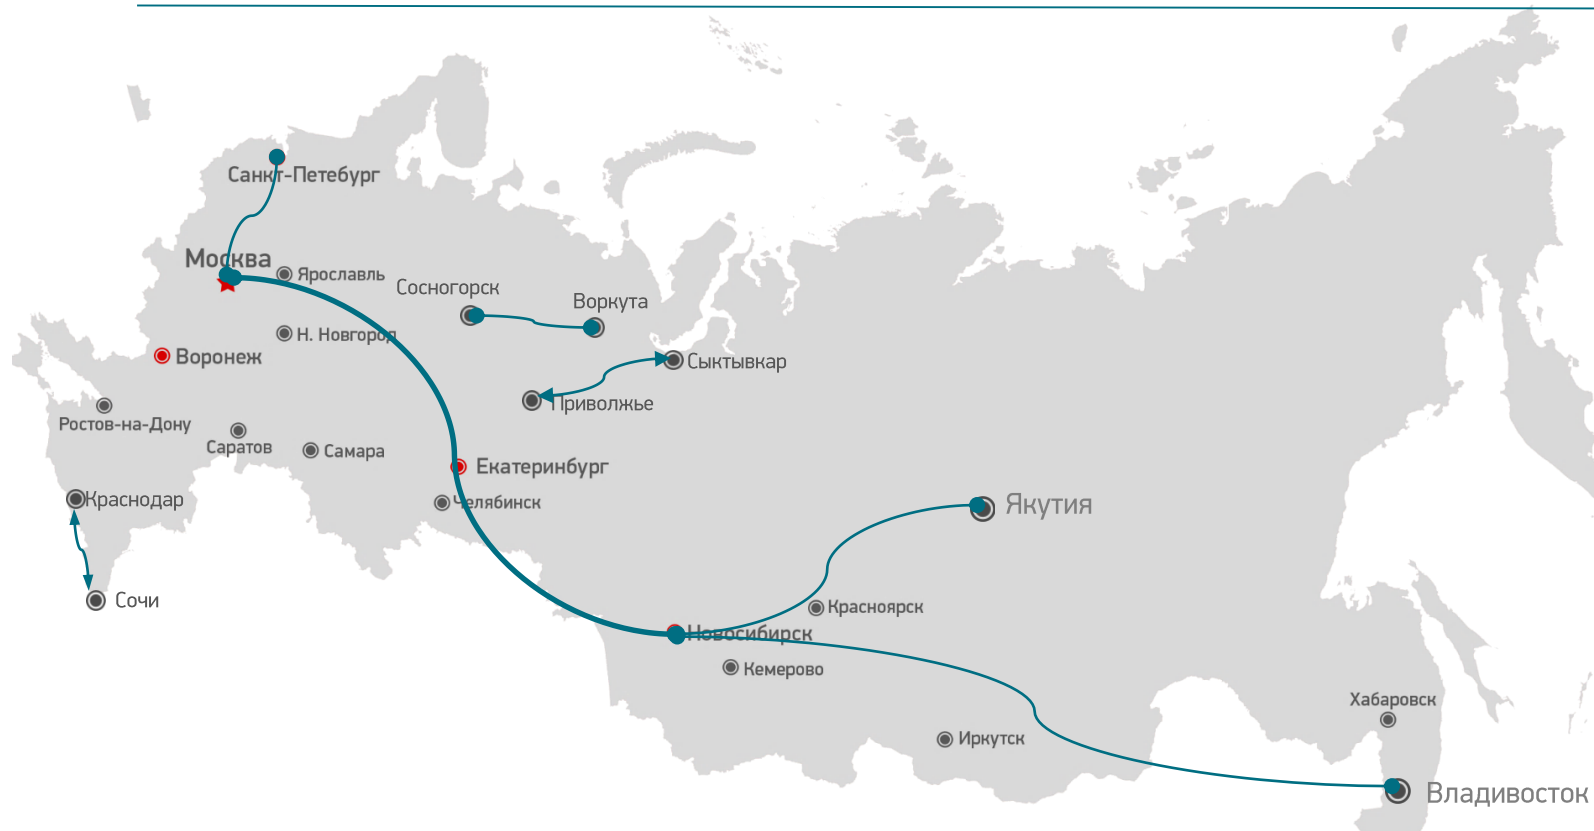 Санкт-Петебург
Москва
Ярославль
Сосногорск
Воркута
Н. Новгород
Воронеж
Сыктывкар
Приволжье
Ростов-на-Дону
Саратов
Самара
Екатеринбург
Краснодар
Челябинск
Якутия
Сочи
Красноярск
Новосибирск
Кемерово
Хабаровск
Иркутск
Владивосток